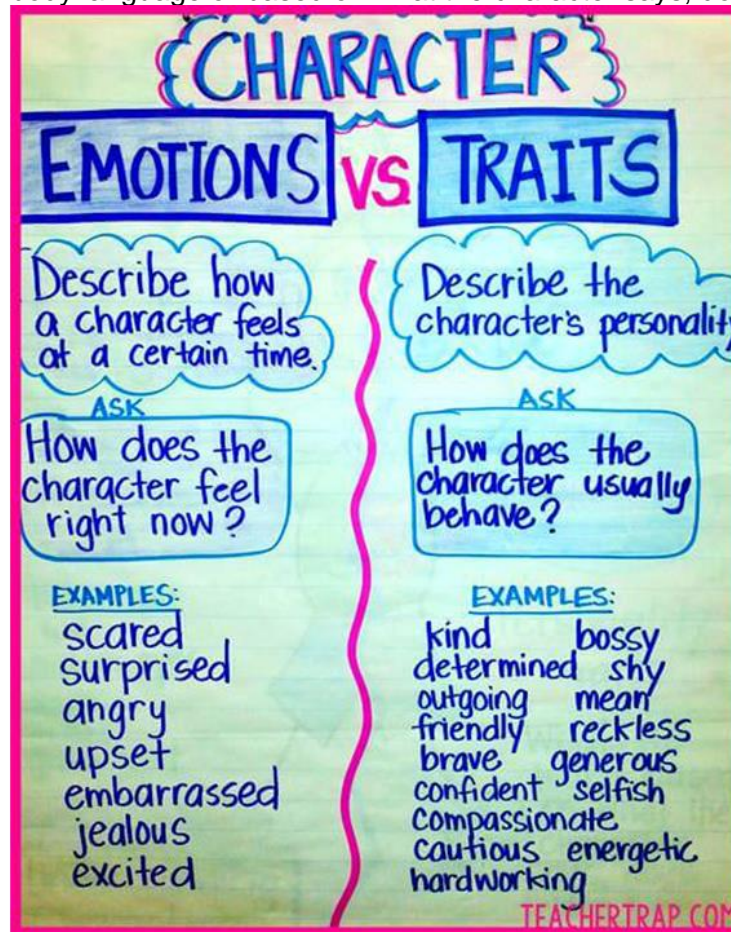 CHARACTER
EMOTIONS VS. TRAITS
Describe how
a character feels
at a certain time.
ASK
How does the
character feel
right now?
EXAMPLES:
scared
surprised
angry
upset
embarrassed
jealous
excited
Describe the
character's personality
ASK
How does the
character usually
behave?
EXAMPLES:
kind bossy
determined shy
outgoing mean
friendly reckless
brave generous
confident selfish
compassionate
cautious energetic
hardworking
TEACHERTRAP.COM